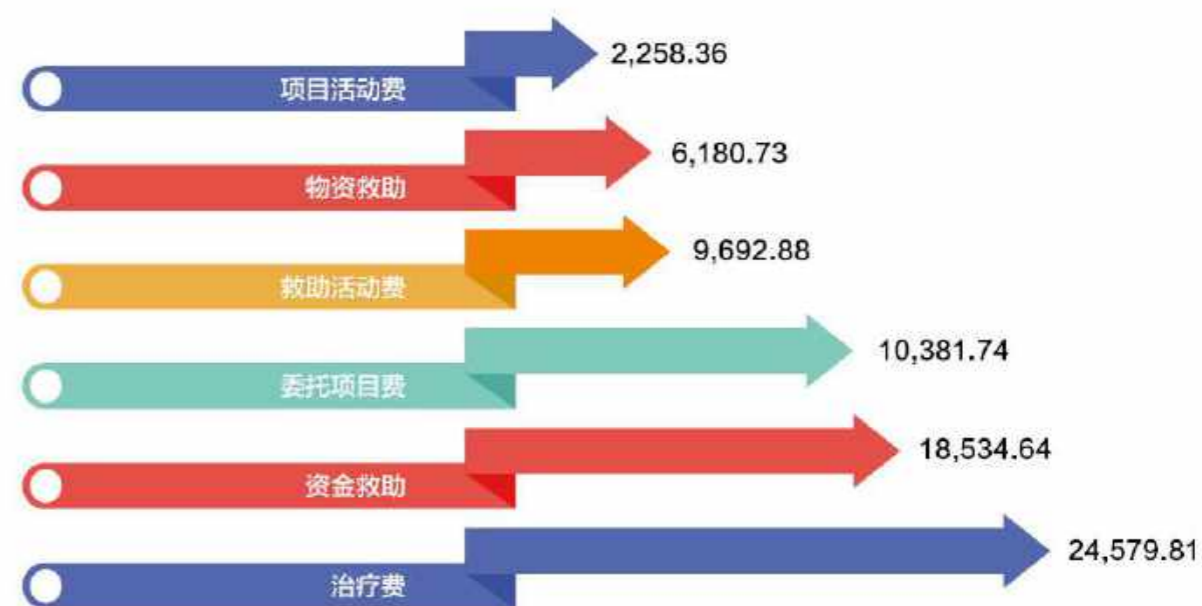 2,258.36
项目活动费
6,180.73
物资救助
9,692.88
救助活动费
10,381.74
委托项目费
18,534.64
资金救助
24,579.81
治疗费